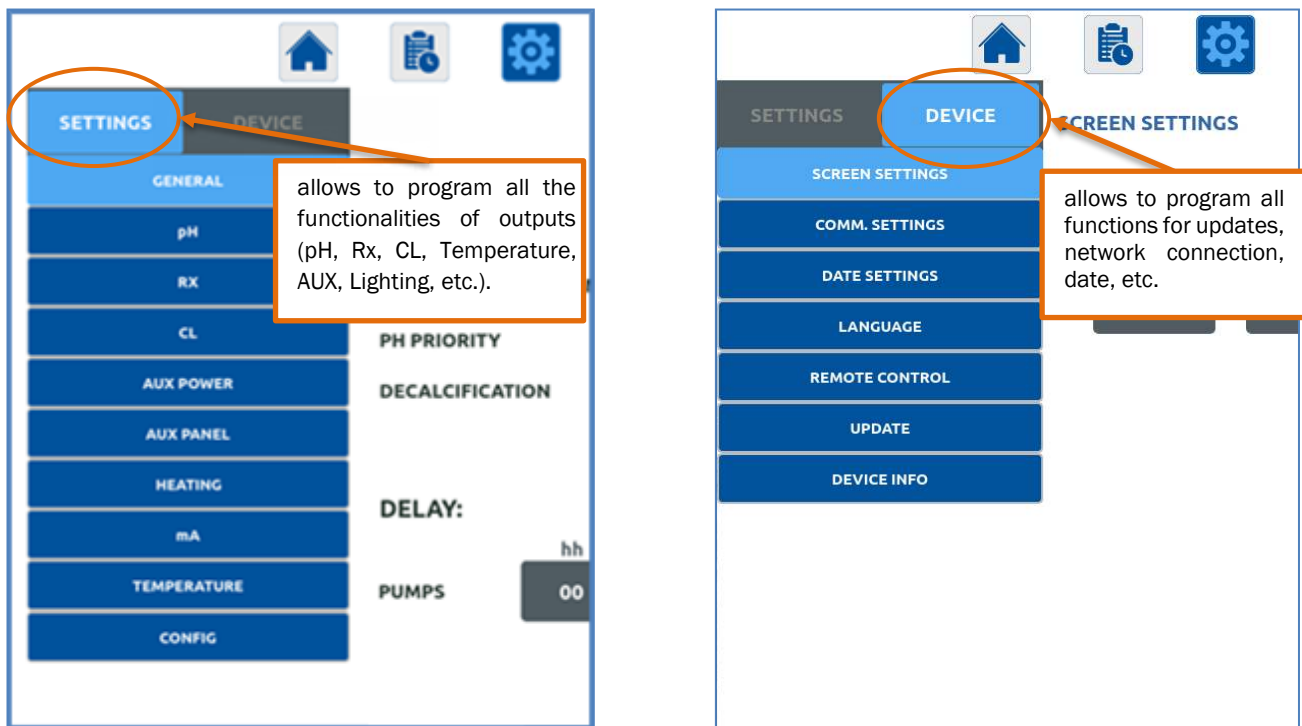 SETTINGS
DEVICE
GENERAL
pH
RX
CL
AUX POWER
AUX PANEL
HEATING
mA
TEMPERATURE
CONFIG
allows to program all the
functionalities of outputs
(pH, Rx, CL, Temperature,
AUX, Lighting, etc.).
PH PRIORITY
DECALCIFICATION
DELAY:
hh
PUMPS
00
SETTINGS
DEVICE
SCREEN SETTINGS
SCREEN SETTINGS
COMM. SETTINGS
DATE SETTINGS
LANGUAGE
REMOTE CONTROL
UPDATE
DEVICE INFO
allows to program all
functions for updates,
network connection,
date, etc.